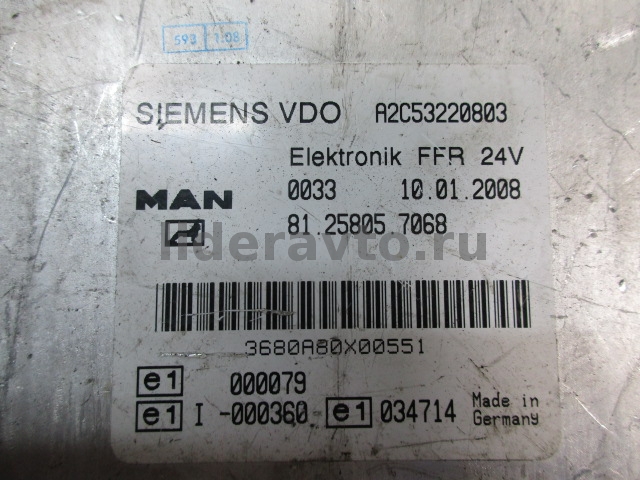 593 1.08
SIEMENS VDO A2C53220803
Elektronik FFR 24V
MAN 0033 10.01.2008
81.25805.7068
lideravto.ru
3680A80X00551
e1 000079
e1 I -000360- e1 034714 Made in
Germany